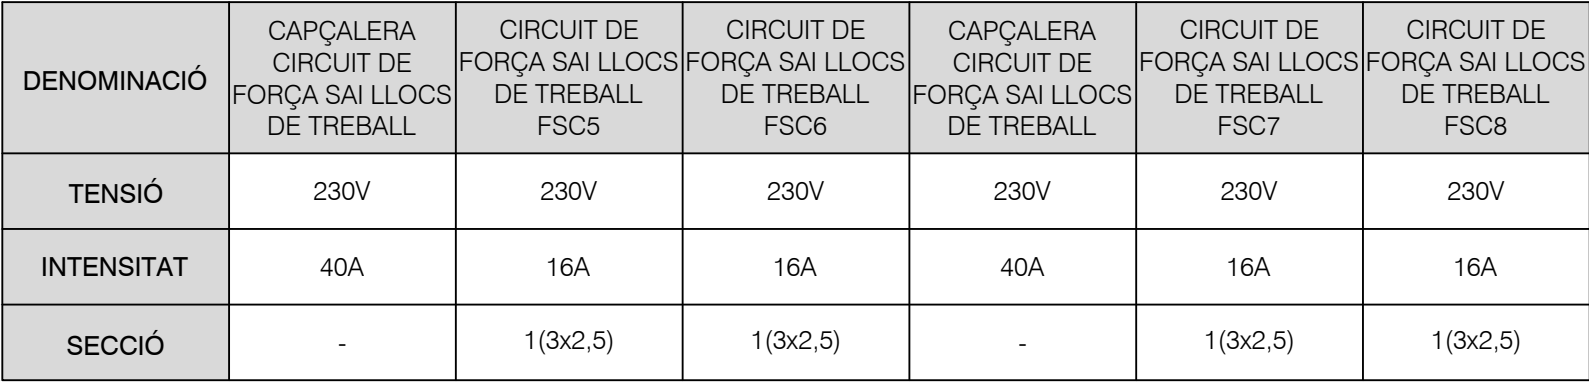 DENOMINACIÓ
CAPÇALERA
CIRCUIT DE
FORÇA SAI LLOCS
DE TREBALL
CIRCUIT DE
FORÇA SAI LLOCS
DE TREBALL
FSC5
CIRCUIT DE
FORÇA SAI LLOCS
DE TREBALL
FSC6
CAPÇALERA
CIRCUIT DE
FORÇA SAI LLOCS
DE TREBALL
CIRCUIT DE
FORÇA SAI LLOCS
DE TREBALL
FSC7
CIRCUIT DE
FORÇA SAI LLOCS
DE TREBALL
FSC8
TENSIÓ 230V 230V 230V 230V 230V 230V
INTENSITAT 40A 16A 16A 40A 16A 16A
SECCIÓ - 1(3x2,5) 1(3x2,5) - 1(3x2,5) 1(3x2,5)